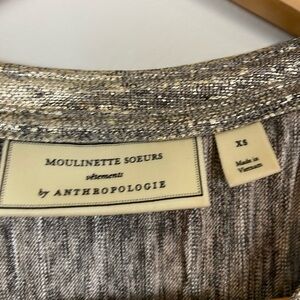 MOULINETTE SOEURS
vêtements
by ANTHROPOLOGIE
XS
Made in
Vietnam